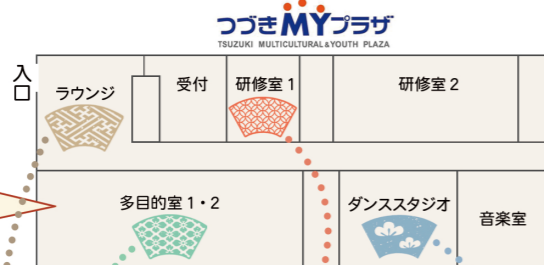 つづきMYプラザ
TSUZUKI MULTICULTURAL & YOUTH PLAZA
入口
ラウンジ
受付
研修室1
研修室2
多目的室1・2
ダンススタジオ
音楽室